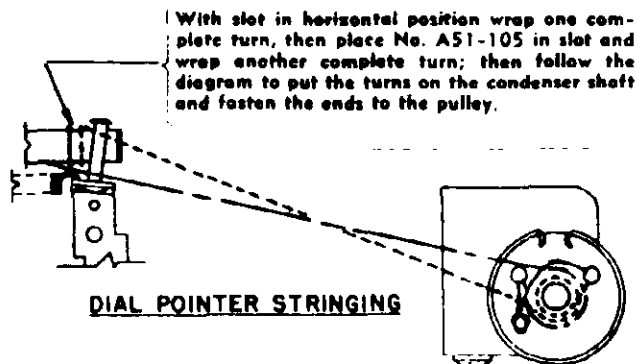 With slot in horizontal position wrap one com-
plete turn, then place No. A51-105 in slot and
wrap another complete turn; then follow the
diagram to put the turns on the condenser shaft
and fasten the ends to the pulley.
DIAL POINTER STRINGING